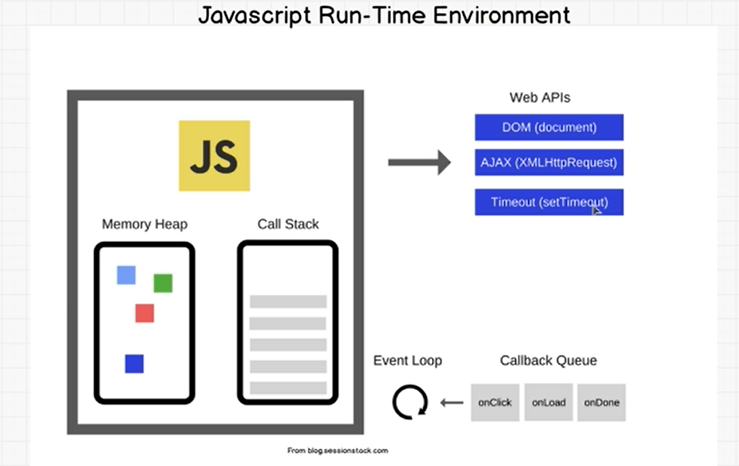 Javascript Run-Time Environment
JS
Memory Heap
Call Stack
Web APIs
DOM (document)
AJAX (XMLHttpRequest)
Timeout (setTimeout)
Event Loop
Callback Queue
onClick
onLoad
onDone
From blog.sessionstack.com